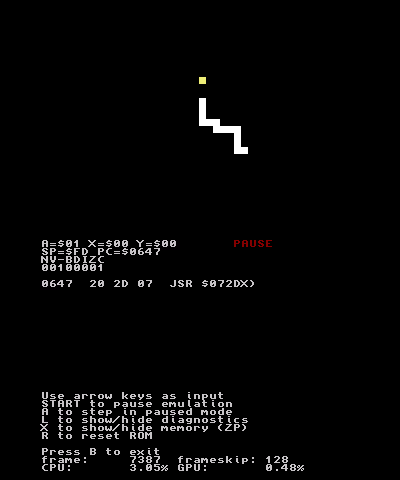 A=$01 X=$00 Y=$00 PAUSE
SP=$FD PC=$0647
NV-BDIZC
00100001
0647 20 2D 07 JSR $072DX)
Use arrow keys as input
START to pause emulation
A to step in paused mode
L to show/hide diagnostics
X to show/hide memory (ZP)
R to reset ROM
Press B to exit
frame: 7387 frameskip: 128
CPU: 3.05% GPU: 0.48%